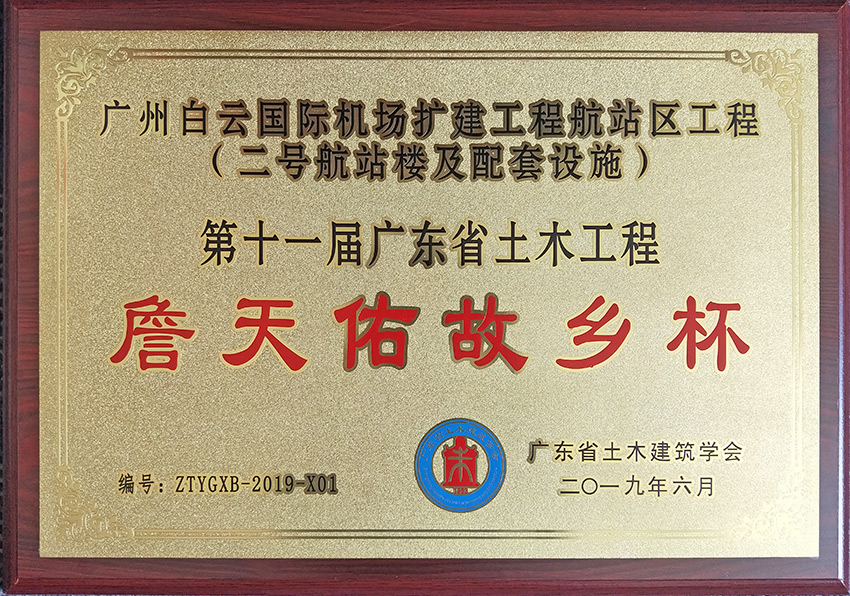 广州白云国际机场扩建工程航站区工程
（二号航站楼及配套设施）
第十一届广东省土木工程
詹天佑故乡杯
广东省土木建筑学会
编号：ZTYGXB-2019-X01
二〇一九年六月